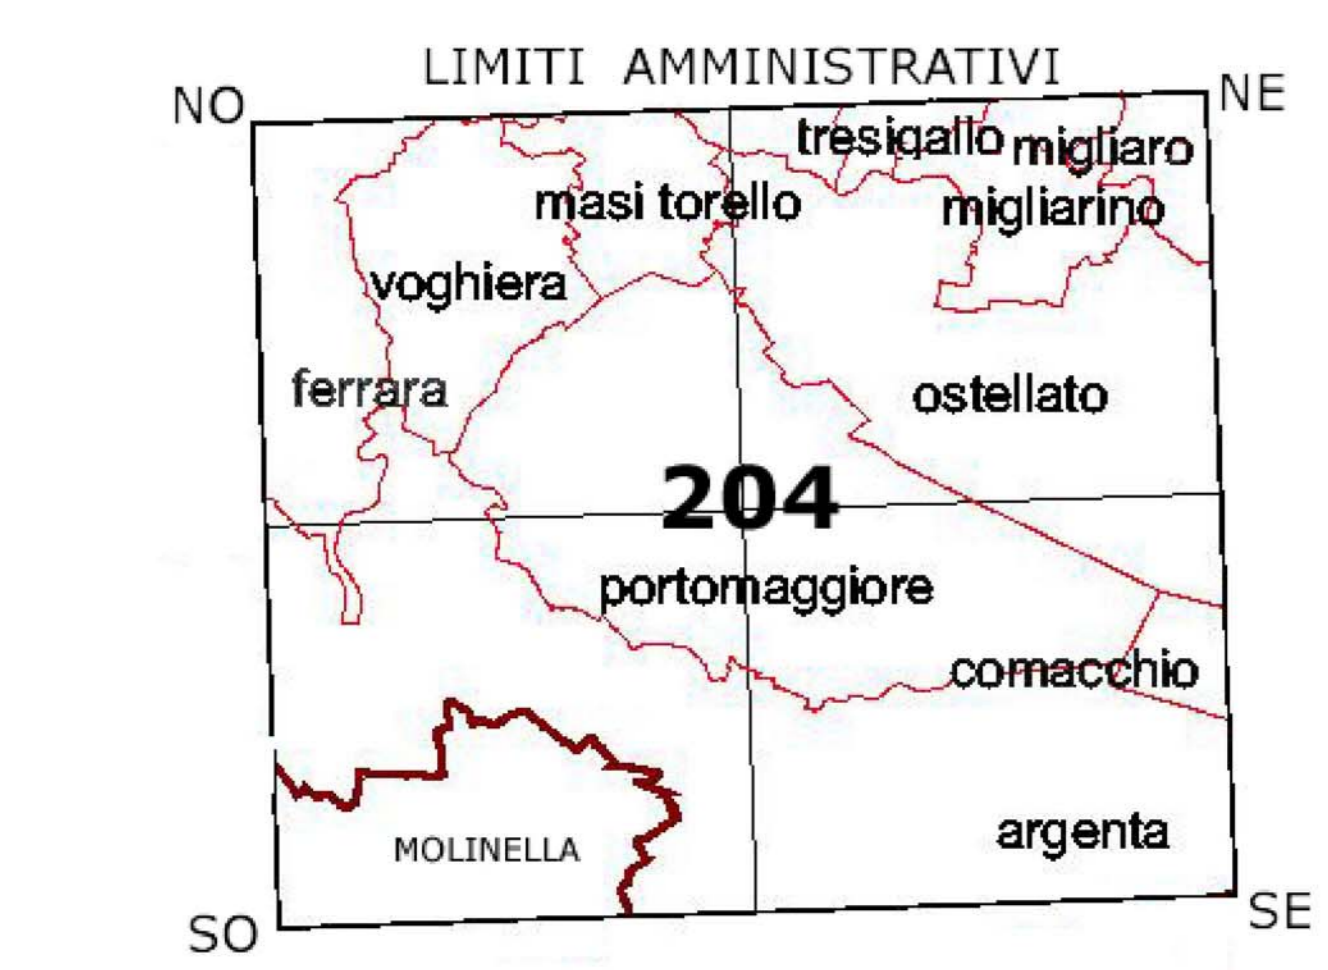 LIMITI AMMINISTRATIVI
NO
NE
tresigallo
migliaro
masi torello
migliarino
voghiera
ferrara
ostellato
204
portomaggiore
comacchio
argenta
MOLINELLA
SO
SE